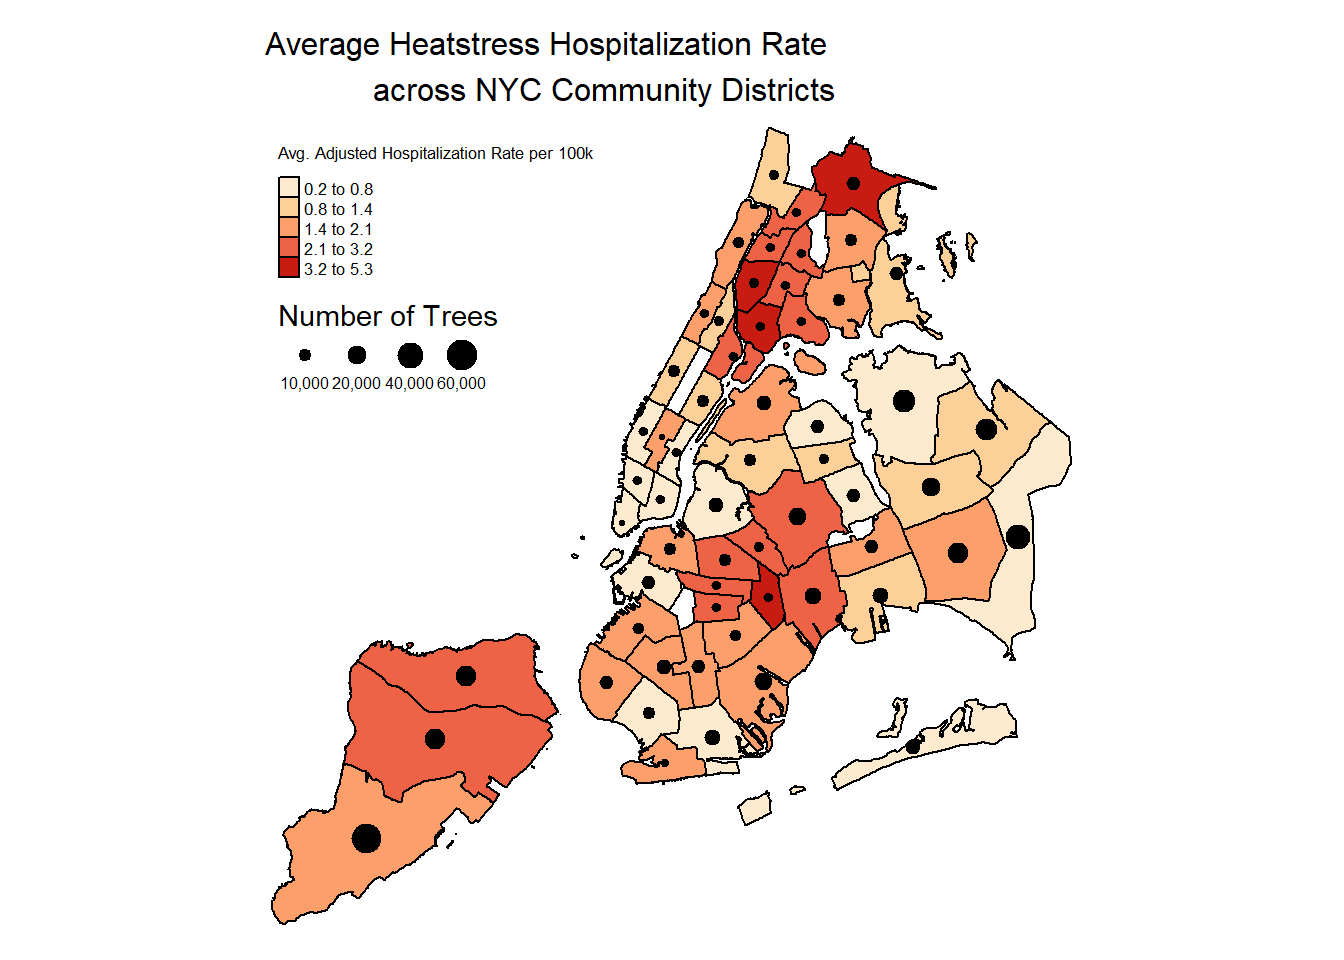 Average Heatstress Hospitalization Rate
across NYC Community Districts
Avg. Adjusted Hospitalization Rate per 100k
0.2 to 0.8
0.8 to 1.4
1.4 to 2.1
2.1 to 3.2
3.2 to 5.3
Number of Trees
10,000 20,000 40,000 60,000